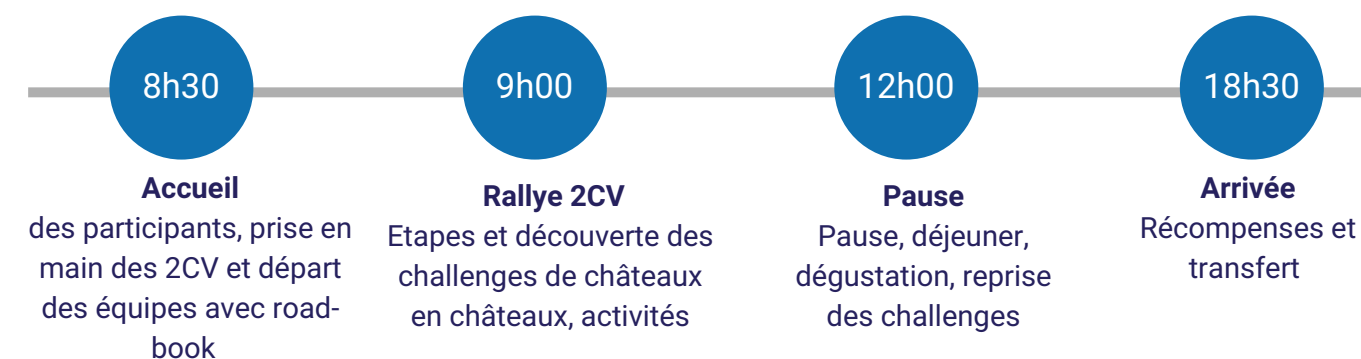 8h30
Accueil
des participants, prise en
main des 2CV et départ
des équipes avec road-
book
9h00
Rallye 2CV
Etapes et découverte des
challenges de châteaux
en châteaux, activités
12h00
Pause
Pause, déjeuner,
dégustation, reprise
des challenges
18h30
Arrivée
Récompenses et
transfert